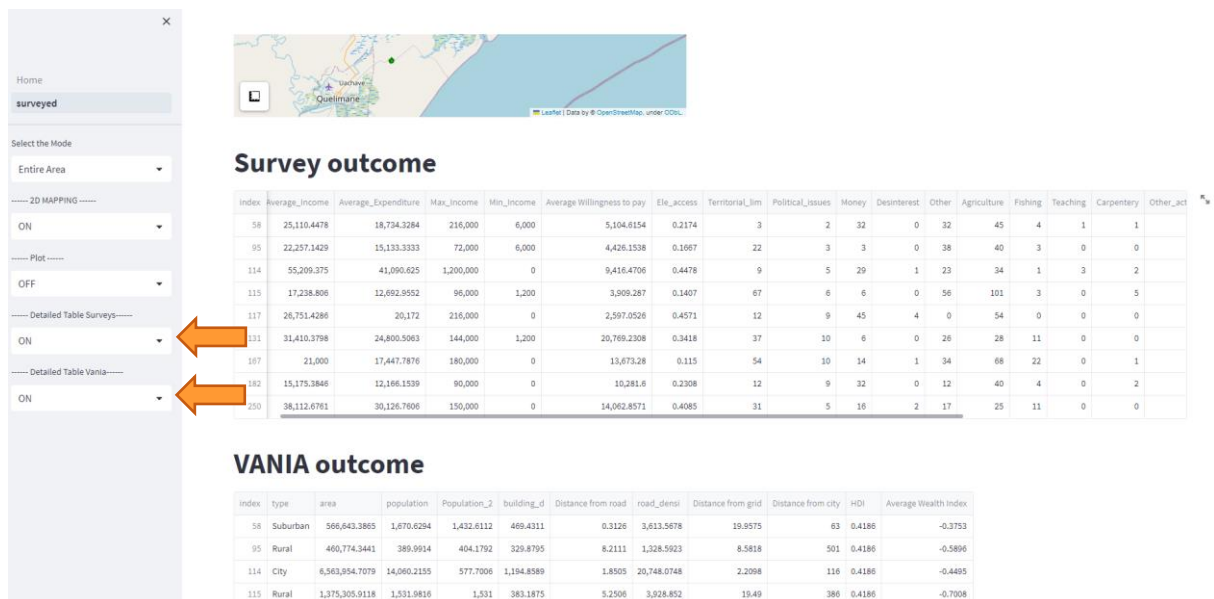 ×
Home
surveyed
Select the Mode
Entire Area
------ 2D MAPPING ------
ON
------ Plot ------
OFF
------ Detailed Table Surveys------
ON
------ Detailed Table Vania------
ON
Uachave
Quelimane
Leaflet | Data by © OpenStreetMap, under ODbL.
Survey outcome
index Average_Income Average_Expenditure Max_Income Min_Income Average Willingness to pay Ele_access Territorial_lim Political_issues Money Desinterest Other Agriculture Fishing Teaching Carpentery Other_act
58 25,110.4478 18,734.3284 216,000 6,000 5,104.6154 0.2174 3 2 32 0 32 45 4 1 1
95 22,257.1429 15,133.3333 72,000 6,000 4,426.1538 0.1667 22 3 3 0 38 40 3 0 0
114 55,209.375 41,090.625 1,200,000 0 9,416.4706 0.4478 9 5 29 1 23 34 1 3 2
115 17,238.806 12,692.9552 96,000 1,200 3,909.287 0.1407 67 6 6 0 56 101 3 0 5
117 26,751.4286 20,172 216,000 0 2,597.0526 0.4571 12 9 45 4 0 54 0 0 0
131 31,410.3798 24,800.5063 144,000 1,200 20,769.2308 0.3418 37 10 6 0 26 28 11 0 0
167 21,000 17,447.7876 180,000 0 13,673.28 0.115 54 10 14 1 34 68 22 0 1
182 15,175.3846 12,166.1539 90,000 0 10,281.6 0.2308 12 9 32 0 12 40 4 0 2
250 38,112.6761 30,126.7606 150,000 0 14,062.8571 0.4085 31 5 16 2 17 25 11 0 0
VANIA outcome
index type area population Population_2 building_d Distance from road road_densi Distance from grid Distance from city HDI Average Wealth Index
58 Suburban 566,643.3865 1,670.6294 1,432.6112 469.4311 0.3126 3,613.5678 19.9575 63 0.4186 -0.3753
95 Rural 460,774.3441 389.9914 404.1792 329.8795 8.2111 1,328.5923 8.5818 501 0.4186 -0.5896
114 City 6,563,954.7079 14,060.2155 577.7006 1,194.8589 1.8505 20,748.0748 2.2098 116 0.4186 -0.4495
115 Rural 1,375,305.9118 1,531.9816 1,531 383.1875 5.2506 3,928.852 19.49 386 0.4186 -0.7008